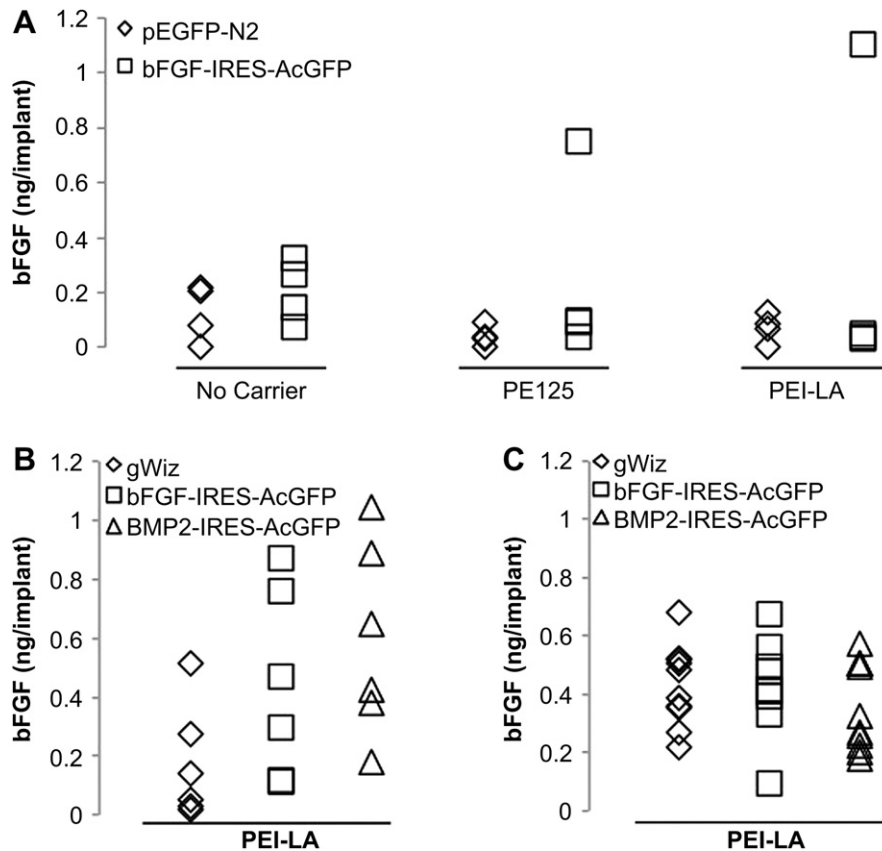 A
pEGFP-N2
bFGF-IRES-AcGFP
bFGF (ng/implant)
1.2
1
0.8
0.6
0.4
0.2
0
No Carrier
PE125
PEI-LA
B
gWiz
bFGF-IRES-AcGFP
BMP2-IRES-AcGFP
bFGF (ng/implant)
1.2
1
0.8
0.6
0.4
0.2
0
PEI-LA
C
gWiz
bFGF-IRES-AcGFP
BMP2-IRES-AcGFP
bFGF (ng/implant)
1.2
1
0.8
0.6
0.4
0.2
0
PEI-LA